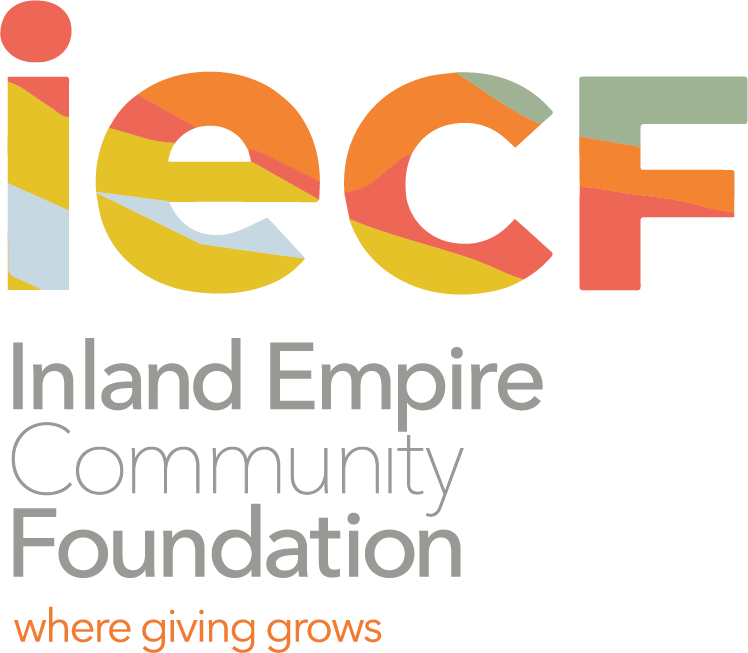 iecF
Inland Empire
Community
Foundation
where giving grows